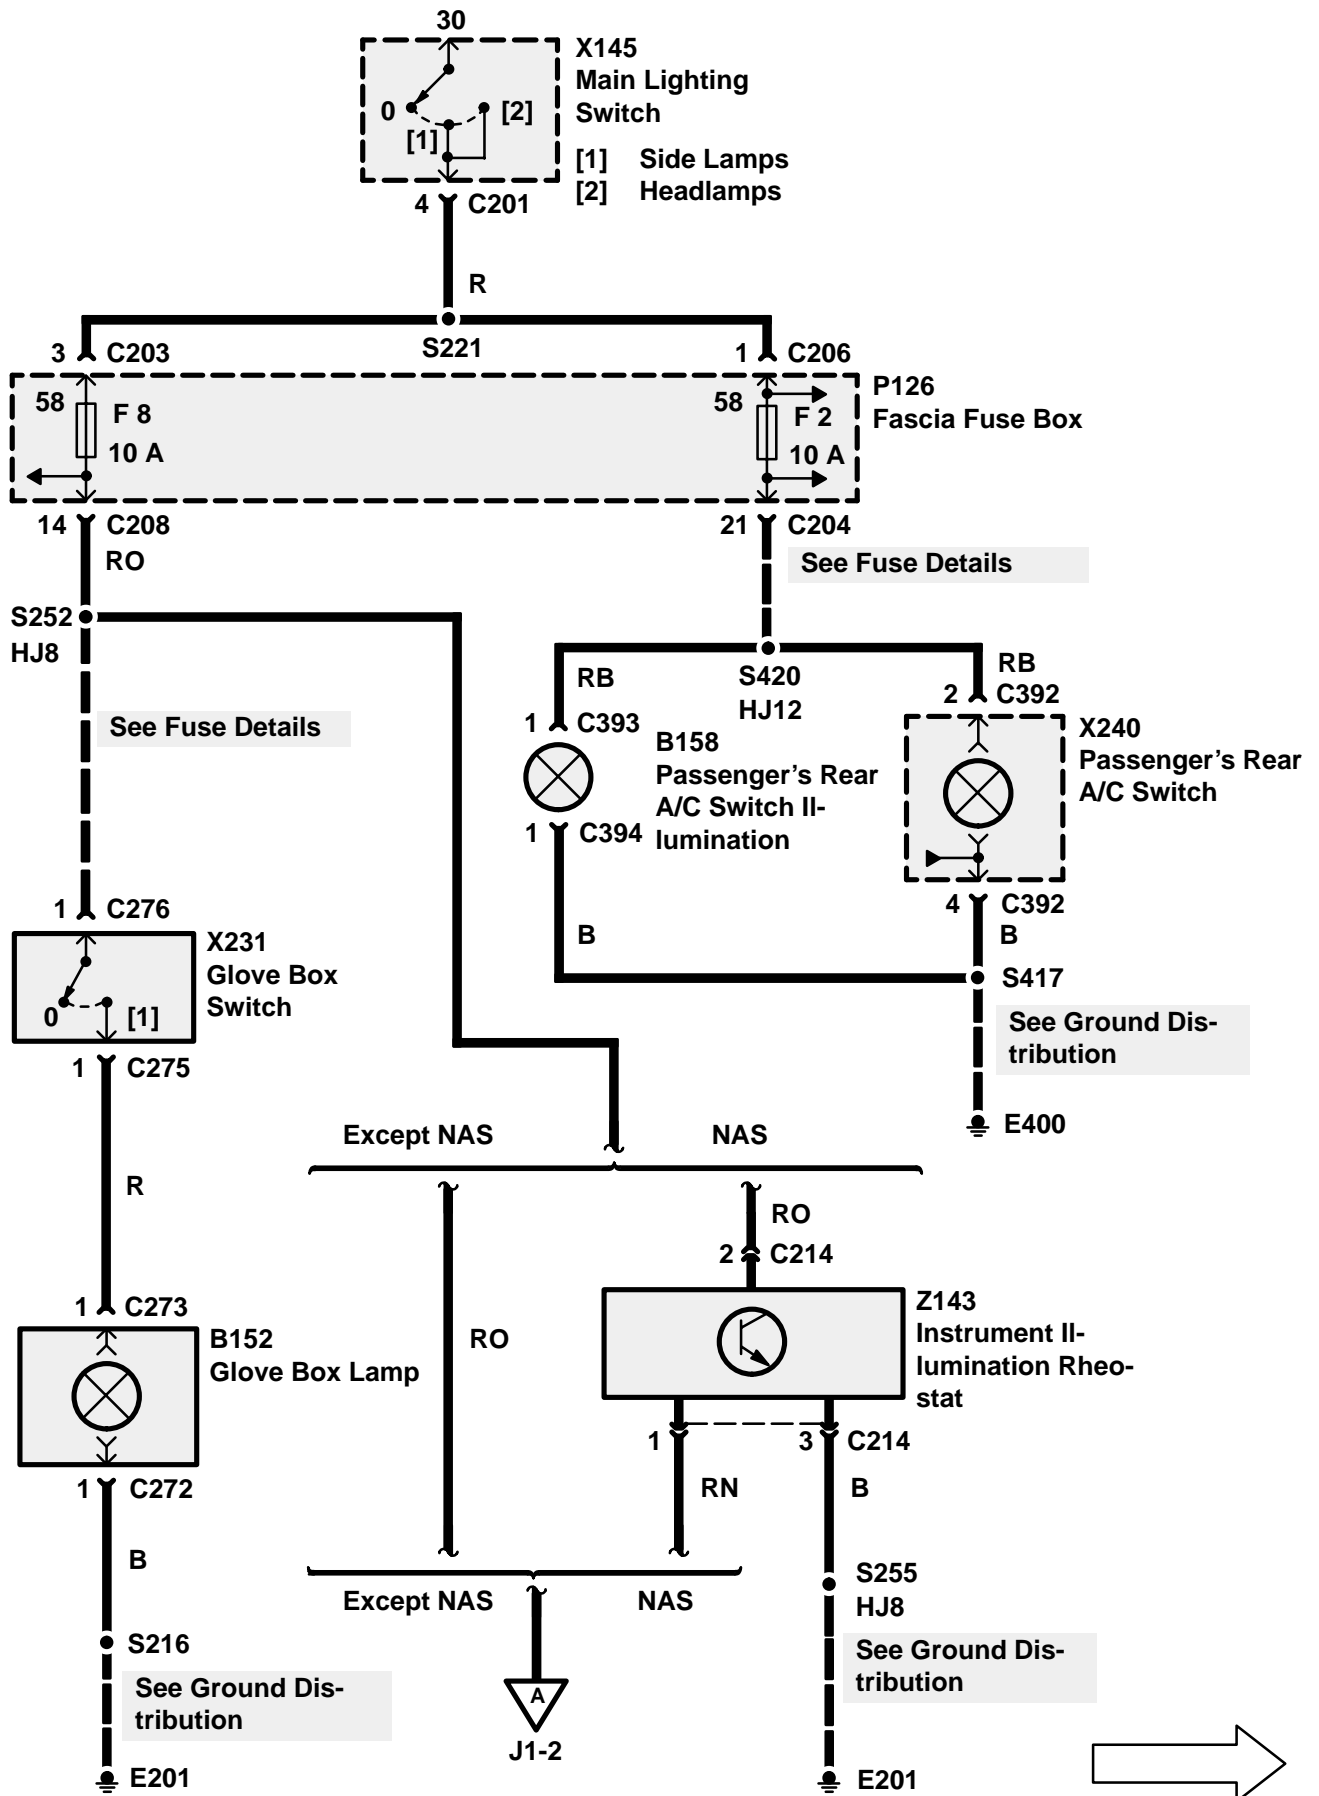 30
X145
Main Lighting
Switch
0
[1]
[2]
[1] Side Lamps
[2] Headlamps
4 C201
R
S221
3 C203
1 C206
58
F 8
10 A
58
F 2
10 A
P126
Fascia Fuse Box
14 C208
RO
21 C204
See Fuse Details
S252
HJ8
See Fuse Details
S420
HJ12
RB
RB
1 C393
2 C392
B158
Passenger’s Rear
A/C Switch Il-
lumination
1 C394
X240
Passenger’s Rear
A/C Switch
4 C392
B
B
S417
See Ground Dis-
tribution
E400
1 C276
X231
Glove Box
Switch
0
[1]
1 C275
R
Except NAS
NAS
RO
2 C214
RO
Z143
Instrument Il-
lumination Rheo-
stat
1
3 C214
RN
B
1 C273
B152
Glove Box Lamp
1 C272
B
S216
See Ground Dis-
tribution
E201
Except NAS
NAS
A
J1-2
S255
HJ8
See Ground Dis-
tribution
E201